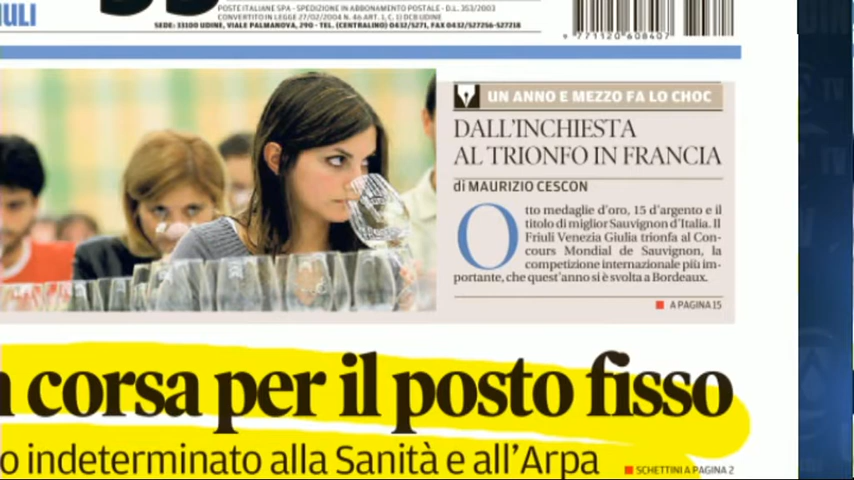 IULI
POSTE ITALIANE SPA - SPEDIZIONE IN ABBONAMENTO POSTALE - D.L. 353/2003
CONVERTITO IN LEGGE 27/02/2004 N. 46 ART. 1, C. 1) DCB UDINE
SEDE: 33100 UDINE, VIALE PALMANOVA, 290 - TEL. (CENTRALINO) 0432/5271, FAX 0432/527256-527218
9 771120 608407
UN ANNO E MEZZO FA LO CHOC
DALL'INCHIESTA
AL TRIONFO IN FRANCIA
di MAURIZIO CESCON
Otto medaglie d'oro, 15 d'argento e il
titolo di miglior Sauvignon d'Italia. Il
Friuli Venezia Giulia trionfa al Con-
cours Mondial de Sauvignon, la
competizione internazionale più im-
portante, che quest'anno si è svolta a Bordeaux.
A PAGINA 15
corsa per il posto fisso
o indeterminato alla Sanità e all'Arpa
SCHETTINI A PAGINA 2